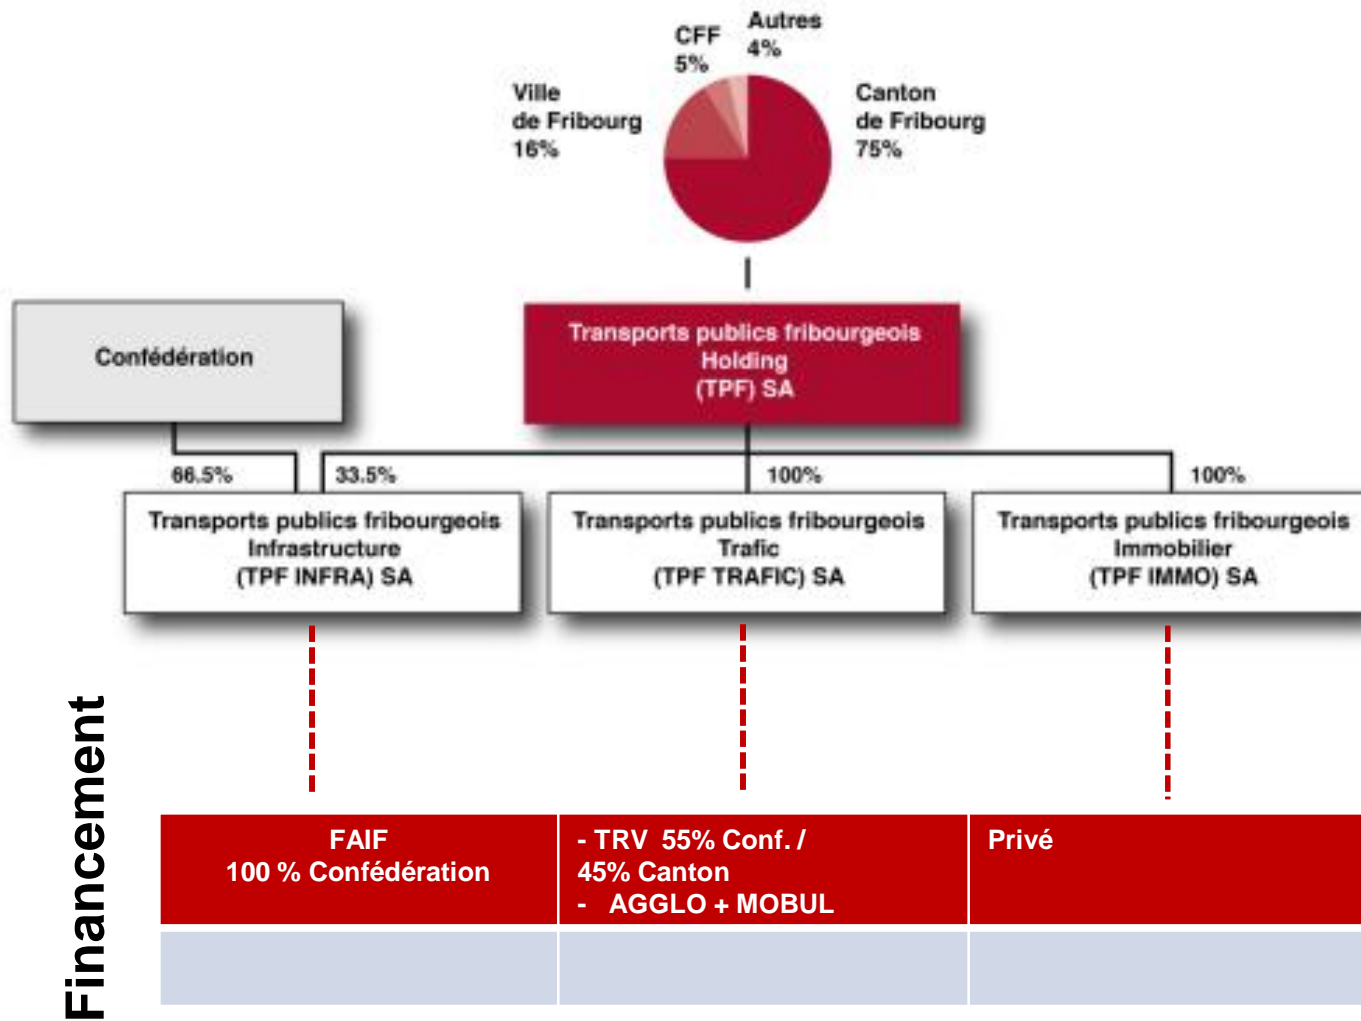 Autres
4%
CFF
5%
Ville
de Fribourg
16%
Canton
de Fribourg
75%
Confédération
Transports publics fribourgeois
Holding
(TPF) SA
66.5%
33.5%
100%
100%
Transports publics fribourgeois
Infrastructure
(TPF INFRA) SA
Transports publics fribourgeois
Trafic
(TPF TRAFIC) SA
Transports publics fribourgeois
Immobilier
(TPF IMMO) SA
Financement
FAIF
100 % Confédération
- TRV 55% Conf. /
45% Canton
- AGGLO + MOBUL
Privé